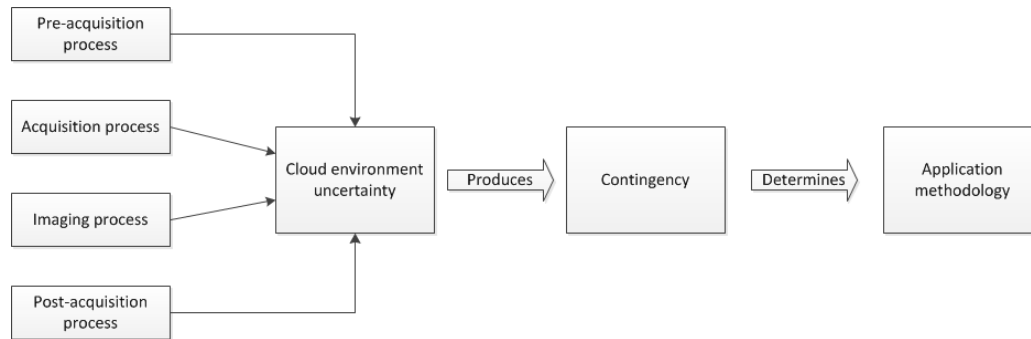 Pre-acquisition
process
Acquisition process
Imaging process
Post-acquisition
process
Cloud environment
uncertainty
Produces
Contingency
Determines
Application
methodology